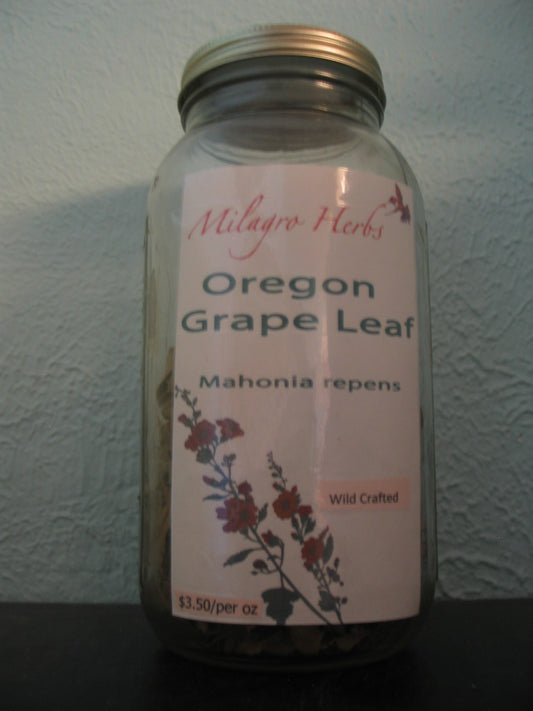 Milagro Herbs
Oregon
Grape Leaf
Mahonia repens
Wild Crafted
$3.50/per oz